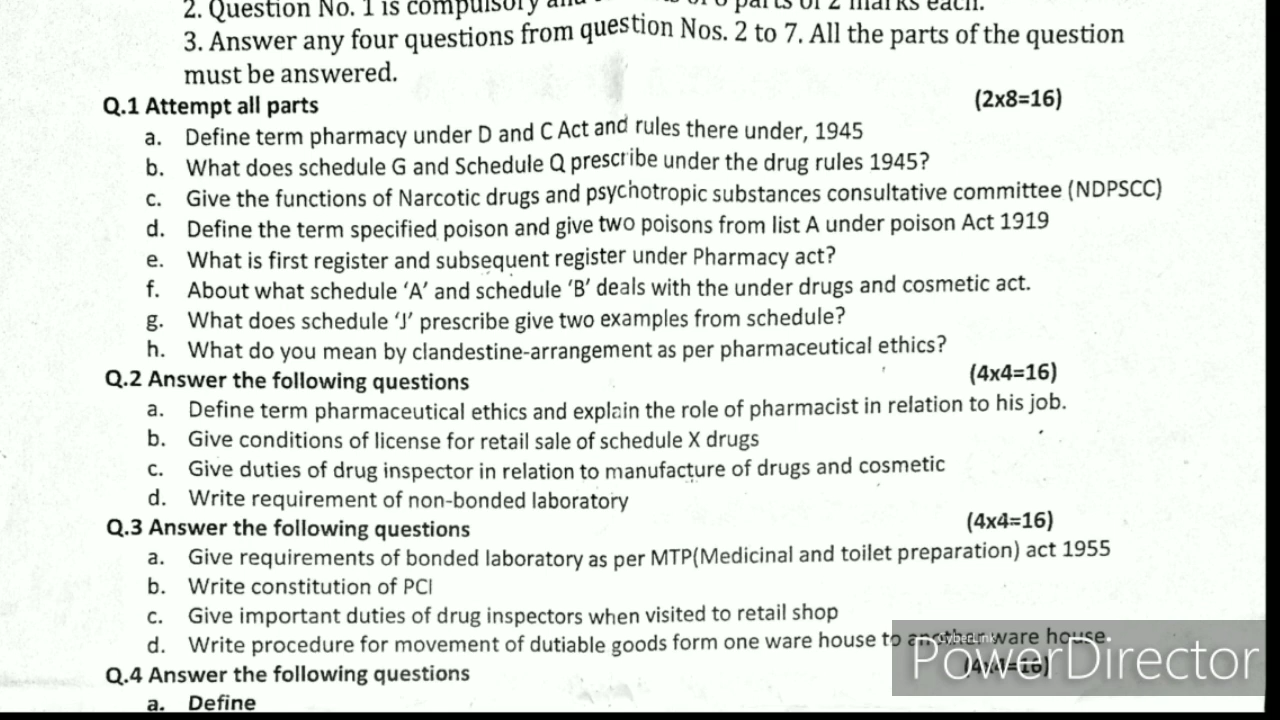 2. Question No. 1 is compulsory parts of 2 marks each.
3. Answer any four questions from question Nos. 2 to 7. All the parts of the question
must be answered.
Q.1 Attempt all parts (2x8=16)
a. Define term pharmacy under D and C Act and rules there under, 1945
b. What does schedule G and Schedule Q prescribe under the drug rules 1945?
c. Give the functions of Narcotic drugs and psychotropic substances consultative committee (NDPSCC)
d. Define the term specified poison and give two poisons from list A under poison Act 1919
e. What is first register and subsequent register under Pharmacy act?
f. About what schedule ‘A’ and schedule ‘B’ deals with the under drugs and cosmetic act.
g. What does schedule ‘J’ prescribe give two examples from schedule?
h. What do you mean by clandestine-arrangement as per pharmaceutical ethics?
Q.2 Answer the following questions (4x4=16)
a. Define term pharmaceutical ethics and explain the role of pharmacist in relation to his job.
b. Give conditions of license for retail sale of schedule X drugs
c. Give duties of drug inspector in relation to manufacture of drugs and cosmetic
d. Write requirement of non-bonded laboratory
Q.3 Answer the following questions (4x4=16)
a. Give requirements of bonded laboratory as per MTP(Medicinal and toilet preparation) act 1955
b. Write constitution of PCI
c. Give important duties of drug inspectors when visited to retail shop
d. Write procedure for movement of dutiable goods form one ware house to another ware house.
Q.4 Answer the following questions (4x4=16)
a. Define
CyberLink
PowerDirector